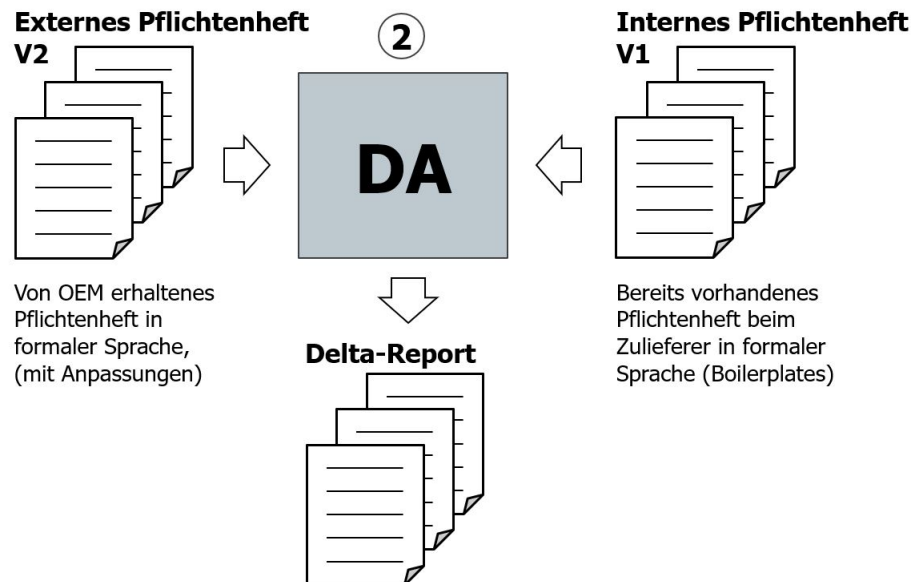 Externes Pflichtenheft
V2
2
Internes Pflichtenheft
V1
DA
Von OEM erhaltenes
Pflichtenheft in
formaler Sprache,
(mit Anpassungen)
Bereits vorhandenes
Pflichtenheft beim
Zulieferer in formaler
Sprache (Boilerplates)
Delta-Report